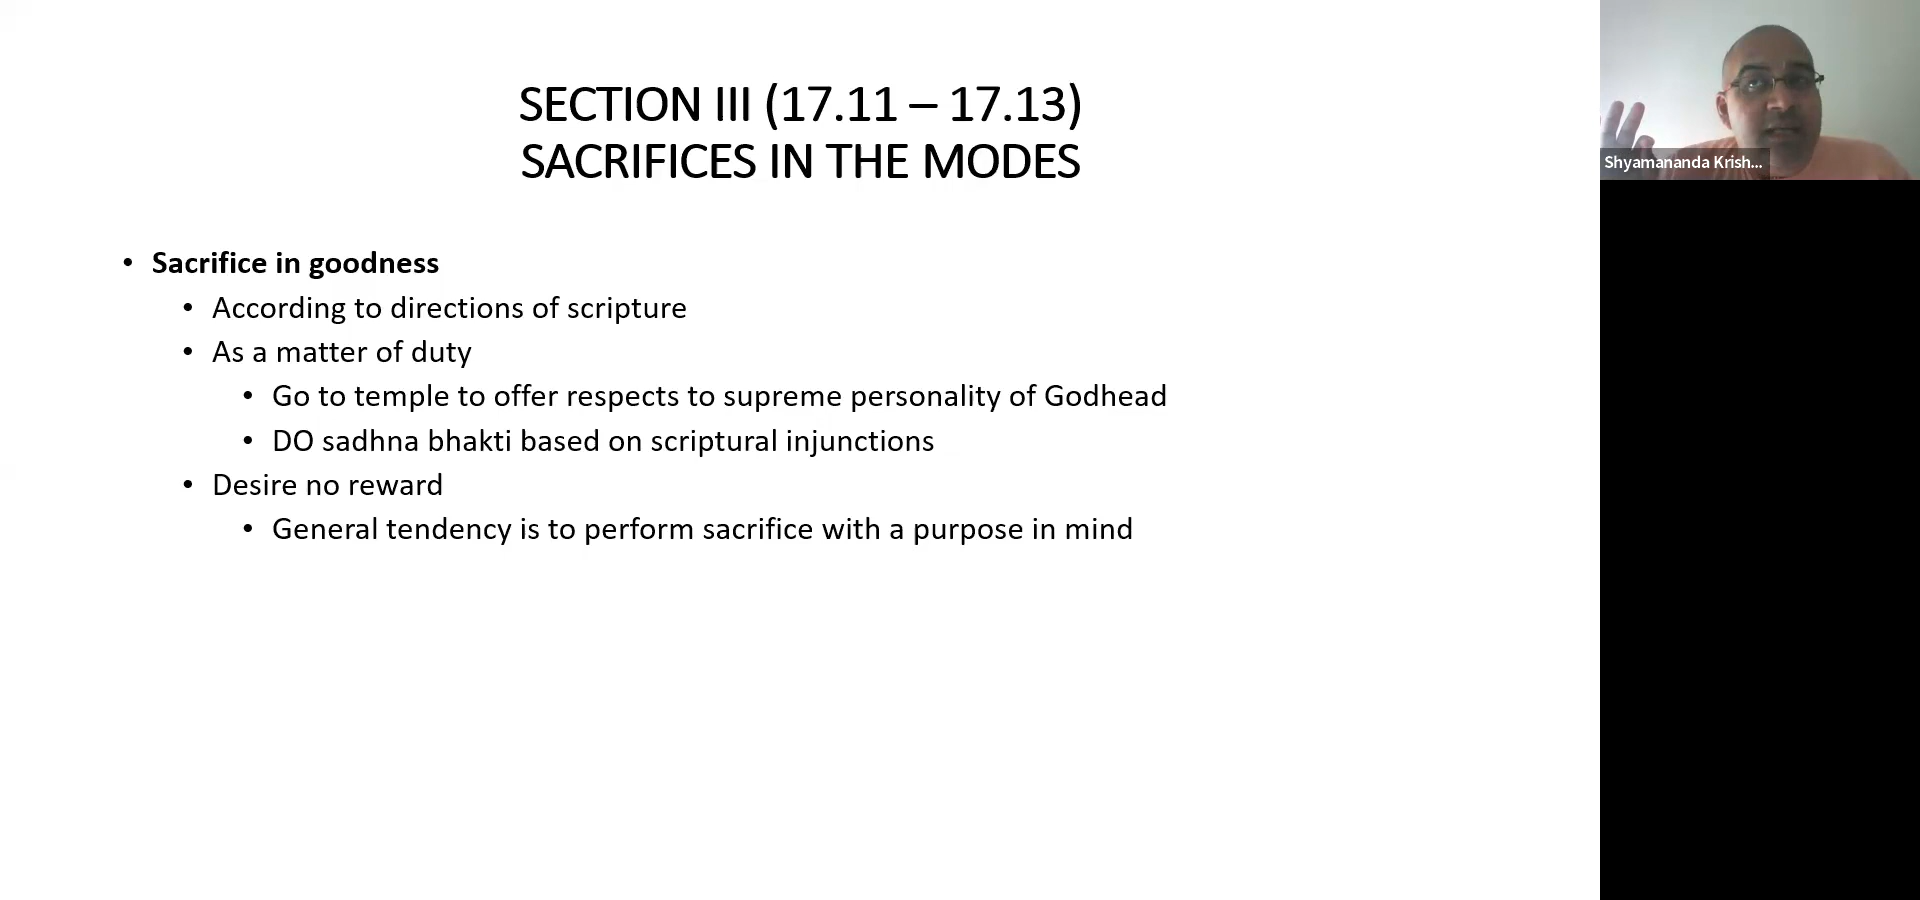 SECTION III (17.11 – 17.13)
SACRIFICES IN THE MODES
• Sacrifice in goodness
• According to directions of scripture
• As a matter of duty
• Go to temple to offer respects to supreme personality of Godhead
• DO sadhna bhakti based on scriptural injunctions
• Desire no reward
• General tendency is to perform sacrifice with a purpose in mind
Shyamananda Krish...